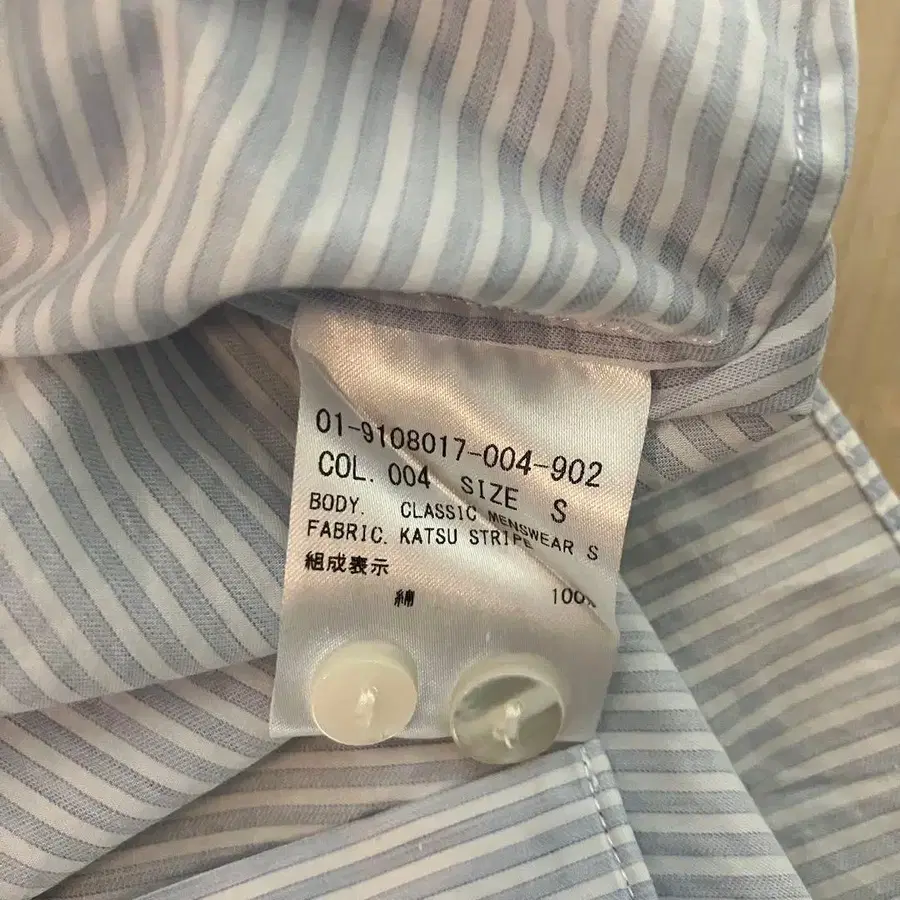 01-9108017-004-902
COL. 004 SIZE S
BODY. CLASSIC MENSWEAR S
FABRIC. KATSU STRIPE
組成表示
綿 100%